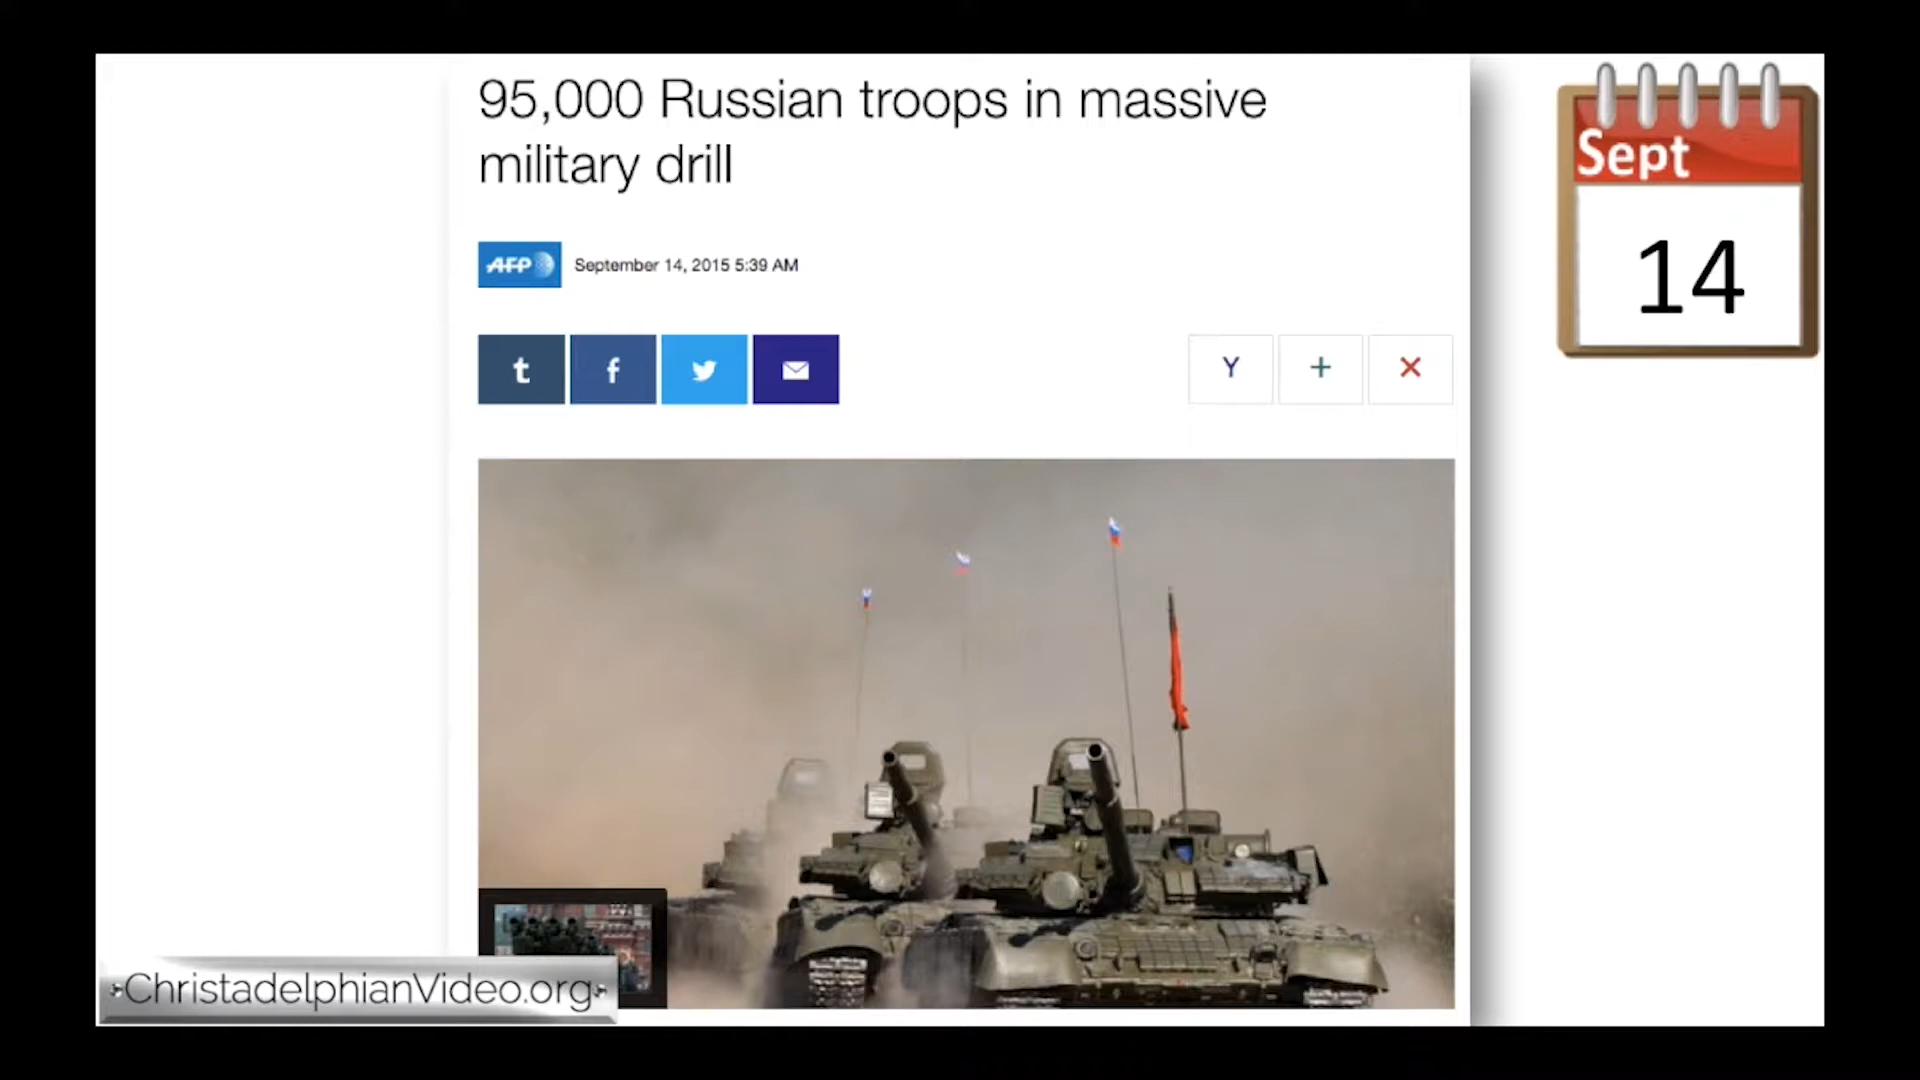 95,000 Russian troops in massive
military drill
Sept
14
AFP
September 14, 2015 5:39 AM
t f
Y + ×
ChristadelphianVideo.org